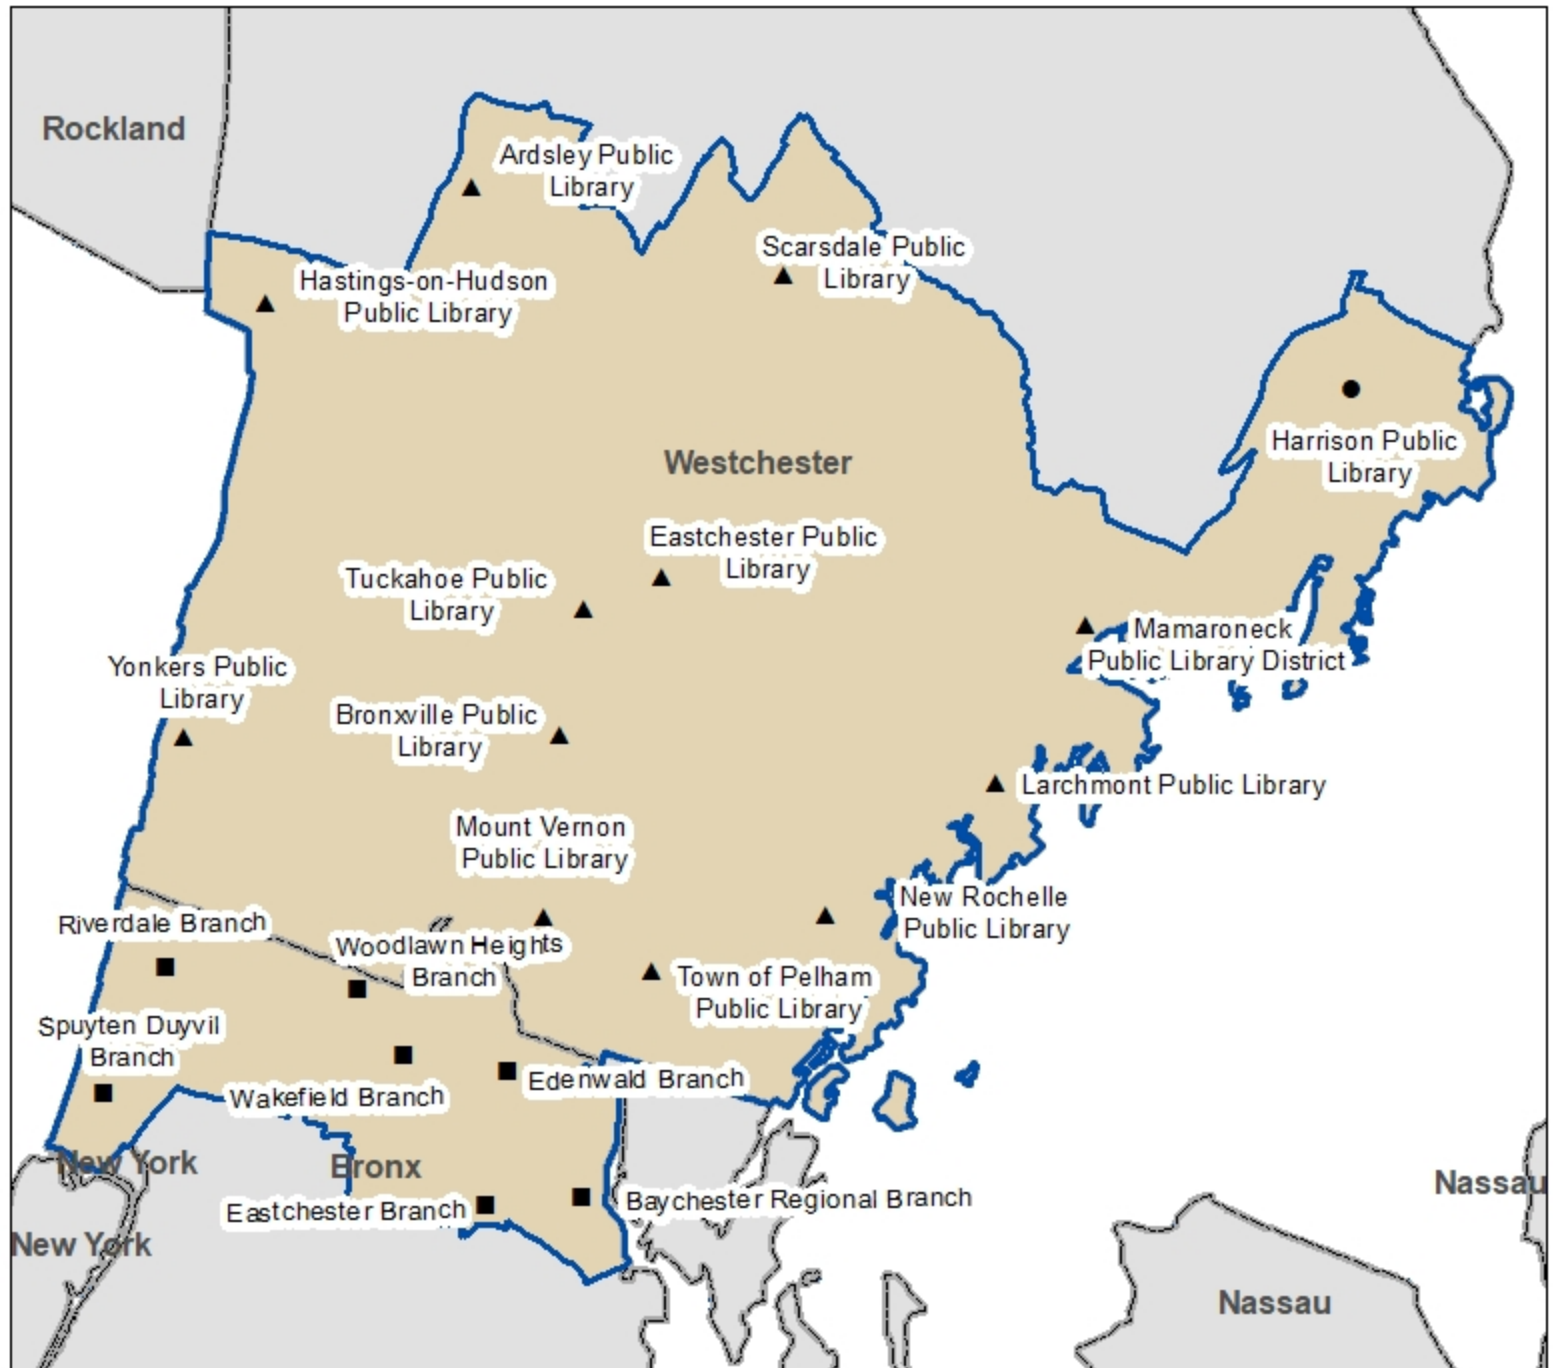 Rockland
Ardsley Public
Library
Scarsdale Public
Library
Hastings-on-Hudson
Public Library
Harrison Public
Library
Westchester
Eastchester Public
Library
Tuckahoe Public
Library
Mamaroneck
Public Library District
Yonkers Public
Library
Bronxville Public
Library
Larchmont Public Library
Mount Vernon
Public Library
New Rochelle
Public Library
Riverdale Branch
Woodlawn Heights
Branch
Town of Pelham
Public Library
Spuyten Duyvil
Branch
Edenwald Branch
Wakefield Branch
New York
Bronx
Nassau
Baychester Regional Branch
Eastchester Branch
New York
Nassau